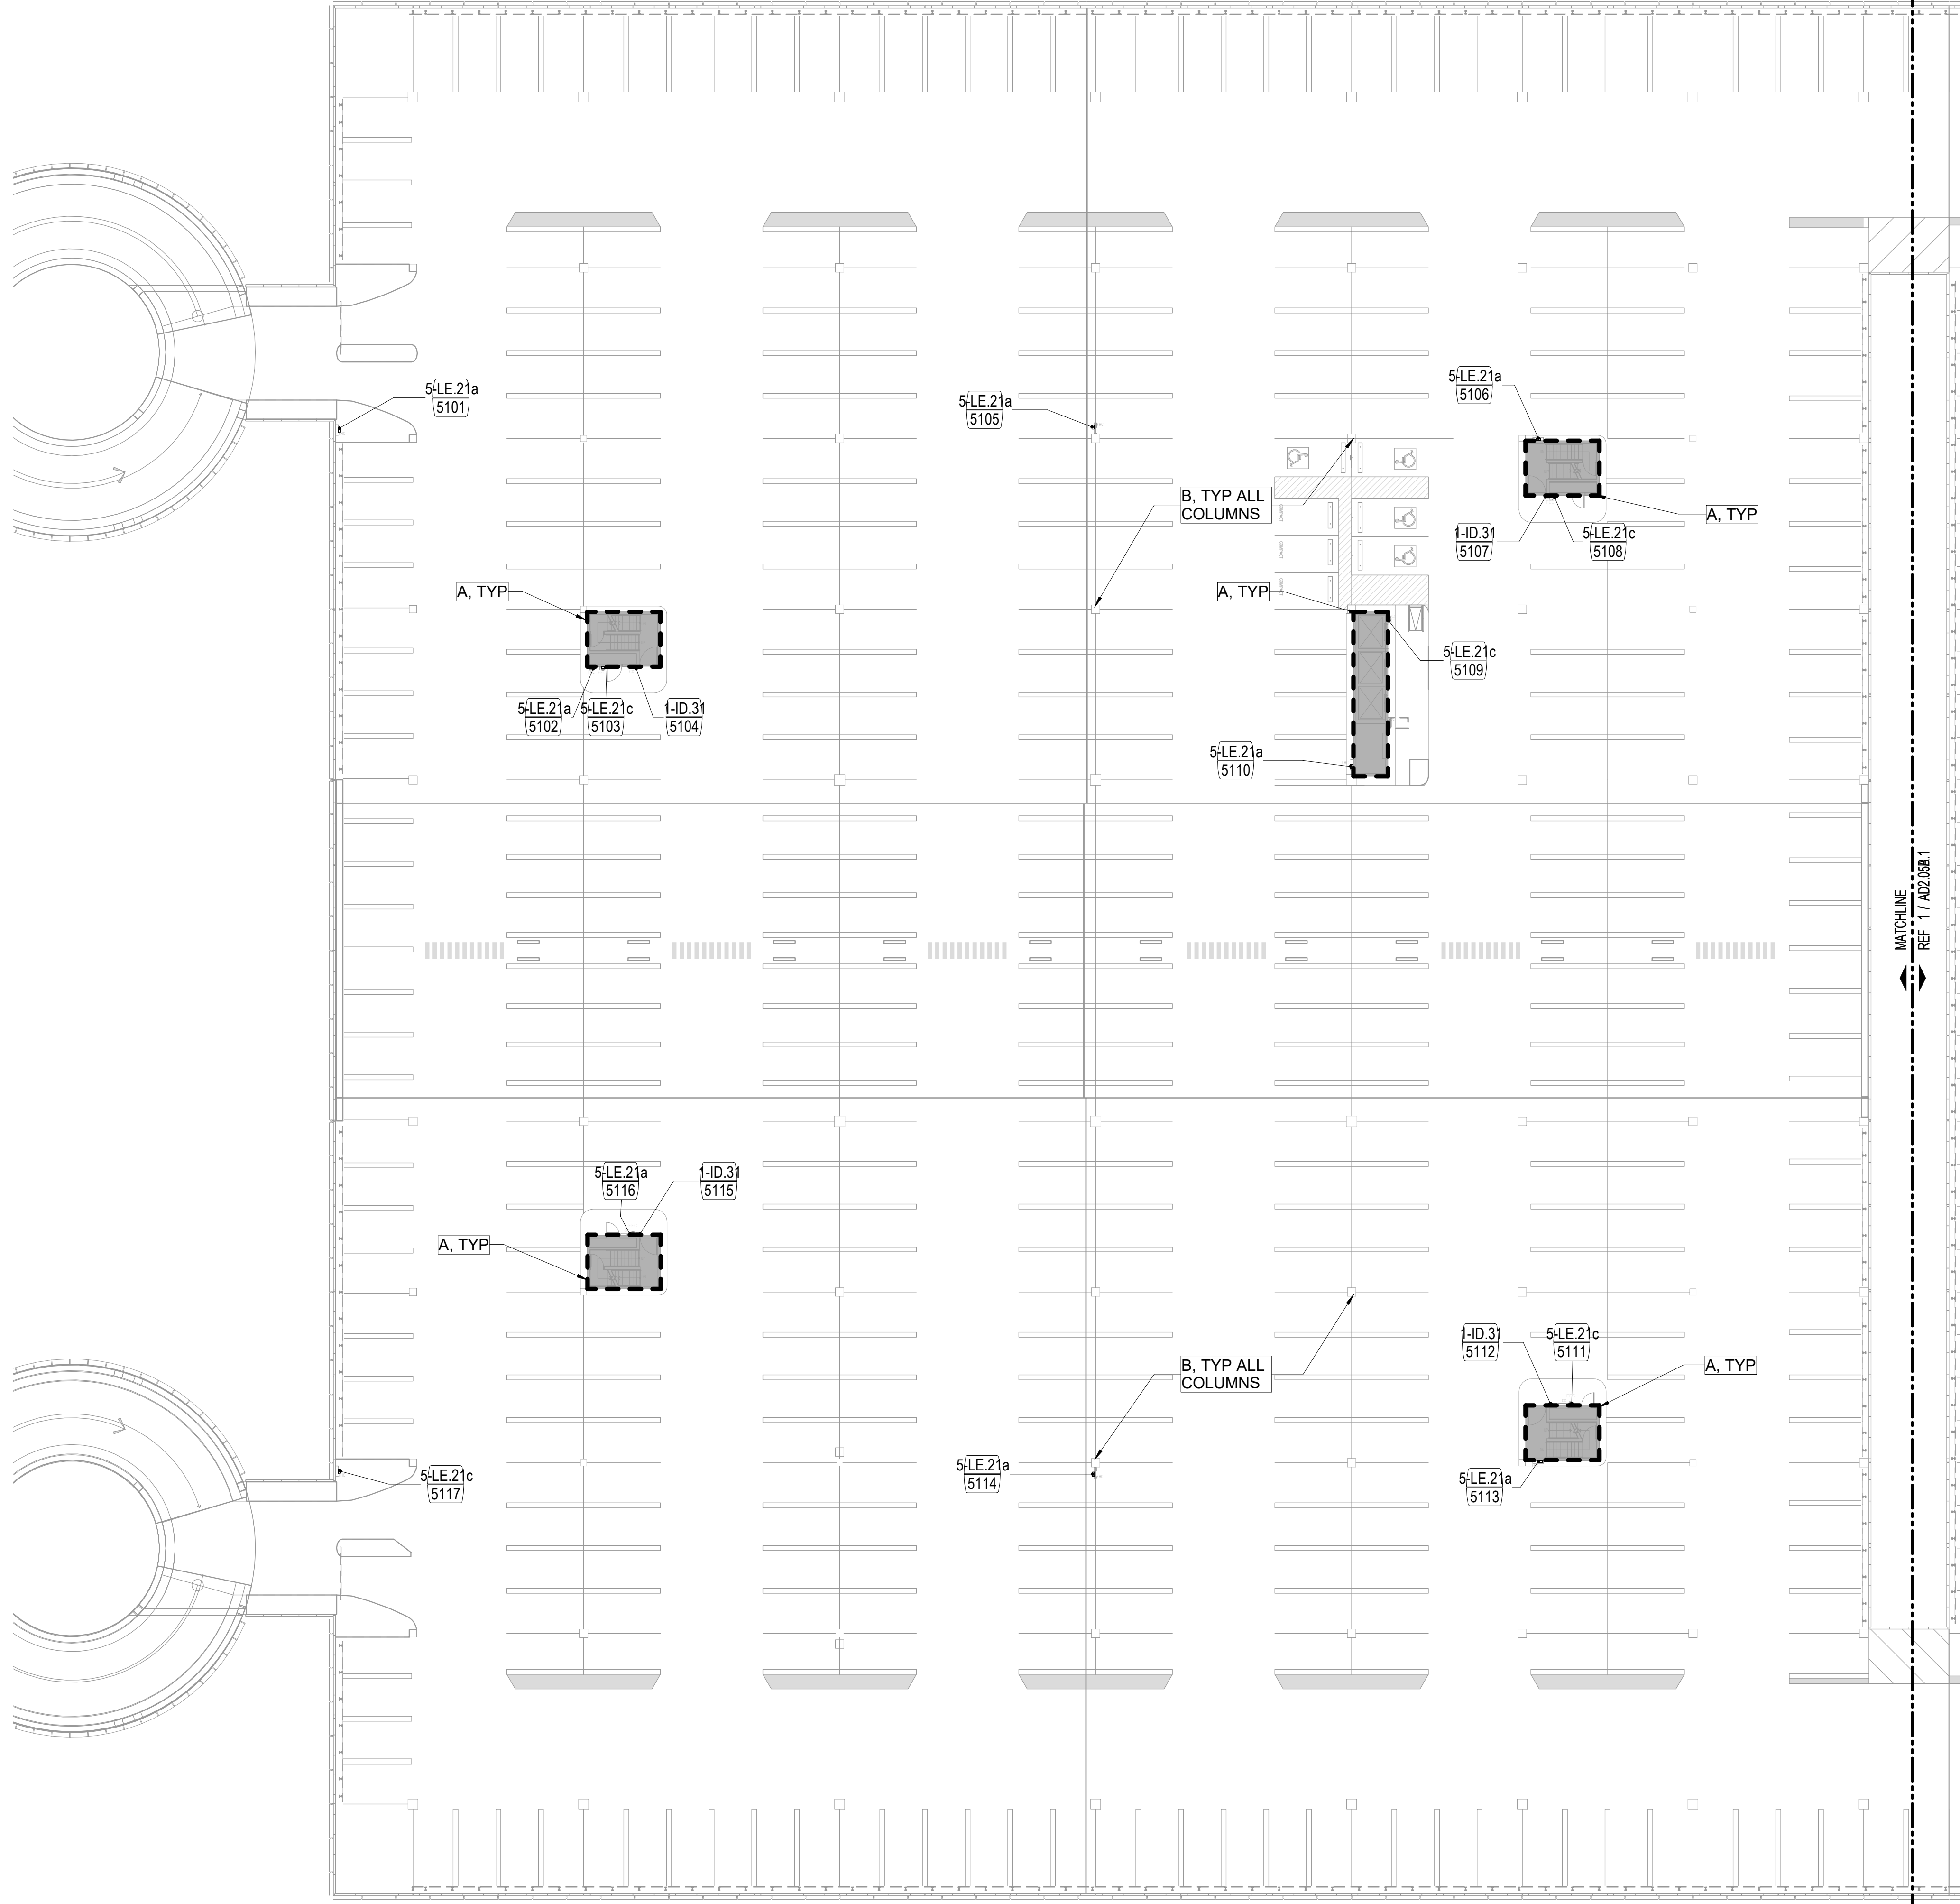 5-LE.21a
5101
5-LE.21a
5105
5-LE.21a
5106
B, TYP ALL
COLUMNS
A, TYP
1-ID.31
5107
5-LE.21c
5108
A, TYP
A, TYP
5-LE.21c
5109
5-LE.21a
5102
5-LE.21c
5103
1-ID.31
5104
5-LE.21a
5110
COMPACT
COMPACT
MATCHLINE
REF 1 / AD2.05B.1
5-LE.21a
5116
1-ID.31
5115
A, TYP
1-ID.31
5112
5-LE.21c
5111
B, TYP ALL
COLUMNS
A, TYP
5-LE.21c
5117
5-LE.21a
5114
5-LE.21a
5113